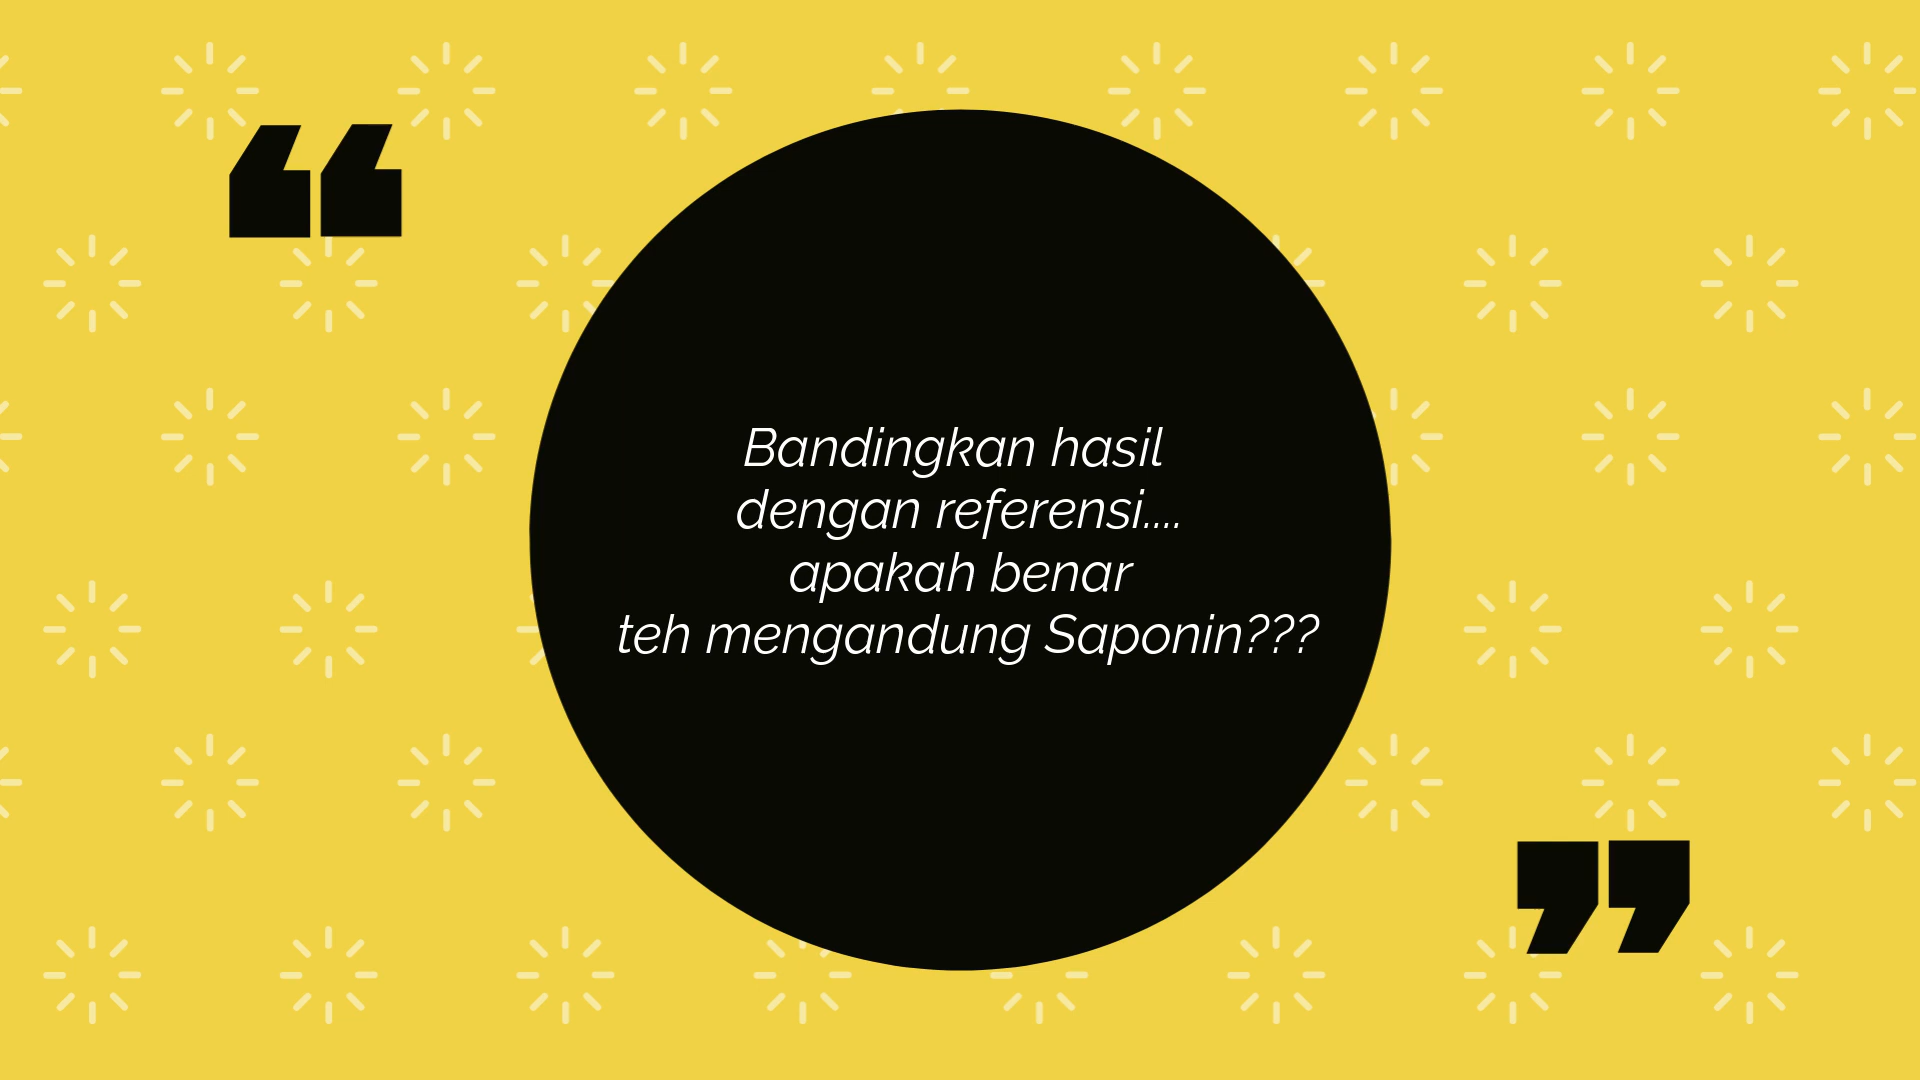 “
Bandingkan hasil
dengan referensi....
apakah benar
teh mengandung Saponin???
”